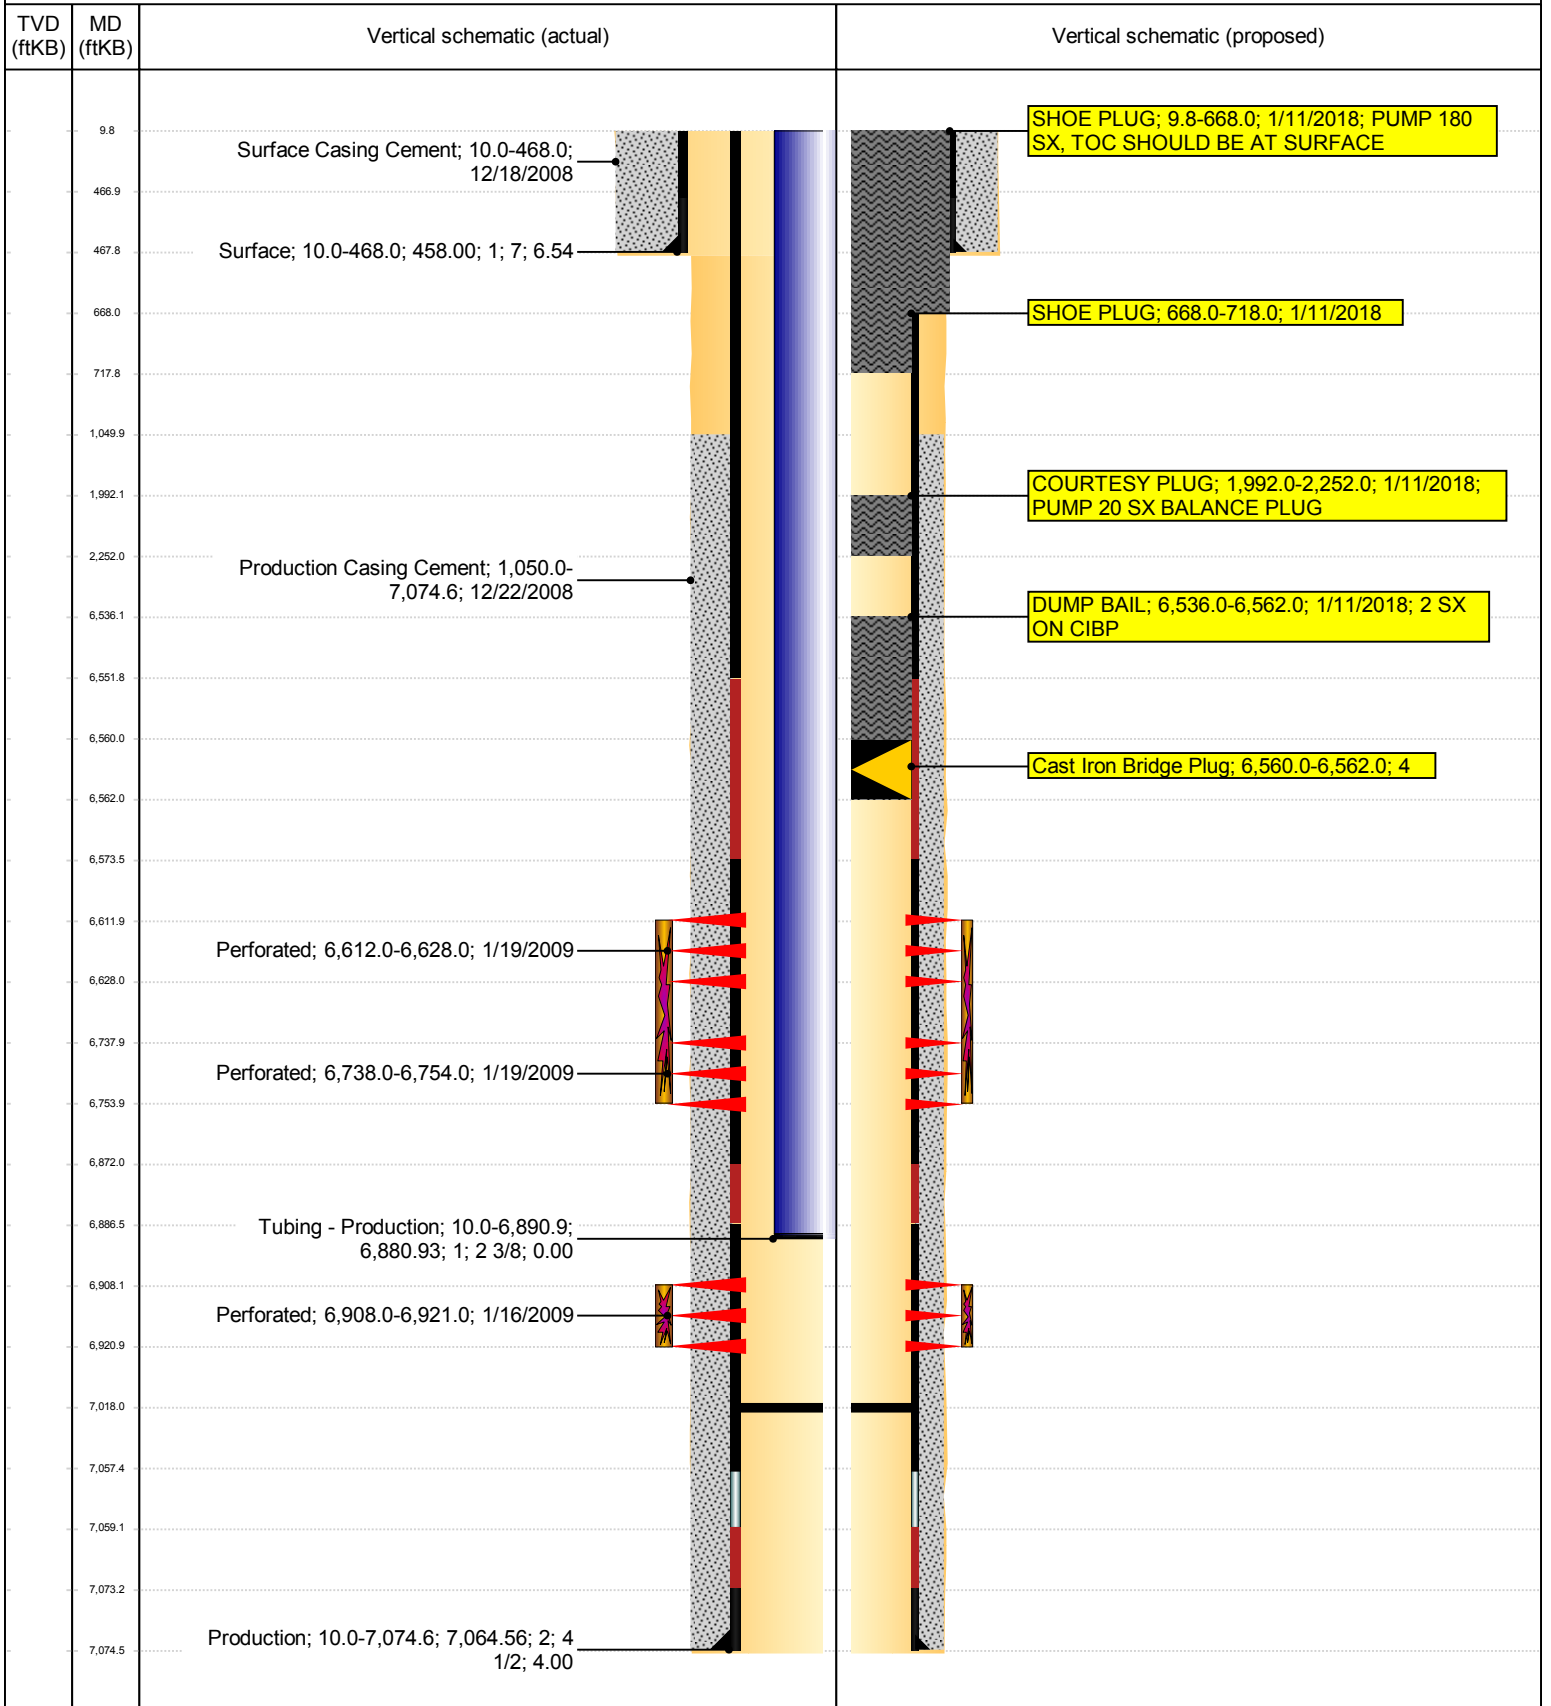 TVD
(ftKB)
MD
(ftKB)
Vertical schematic (actual)
Vertical schematic (proposed)
9.8
466.9
467.8
668.0
717.8
1,049.9
1,992.1
2,252.0
6,536.1
6,551.8
6,560.0
6,562.0
6,573.5
6,611.9
6,628.0
6,737.9
6,753.9
6,872.0
6,886.5
6,908.1
6,920.9
7,018.0
7,057.4
7,059.1
7,073.2
7,074.5
Surface Casing Cement; 10.0-468.0;
12/18/2008
Surface; 10.0-468.0; 458.00; 1; 7; 6.54
Production Casing Cement; 1,050.0-
7,074.6; 12/22/2008
Perforated; 6,612.0-6,628.0; 1/19/2009
Perforated; 6,738.0-6,754.0; 1/19/2009
Tubing - Production; 10.0-6,890.9;
6,880.93; 1; 2 3/8; 0.00
Perforated; 6,908.0-6,921.0; 1/16/2009
Production; 10.0-7,074.6; 7,064.56; 2; 4
1/2; 4.00
SHOE PLUG; 9.8-668.0; 1/11/2018; PUMP 180
SX, TOC SHOULD BE AT SURFACE
SHOE PLUG; 668.0-718.0; 1/11/2018
COURTESY PLUG; 1,992.0-2,252.0; 1/11/2018;
PUMP 20 SX BALANCE PLUG
DUMP BAIL; 6,536.0-6,562.0; 1/11/2018; 2 SX
ON CIBP
Cast Iron Bridge Plug; 6,560.0-6,562.0; 4